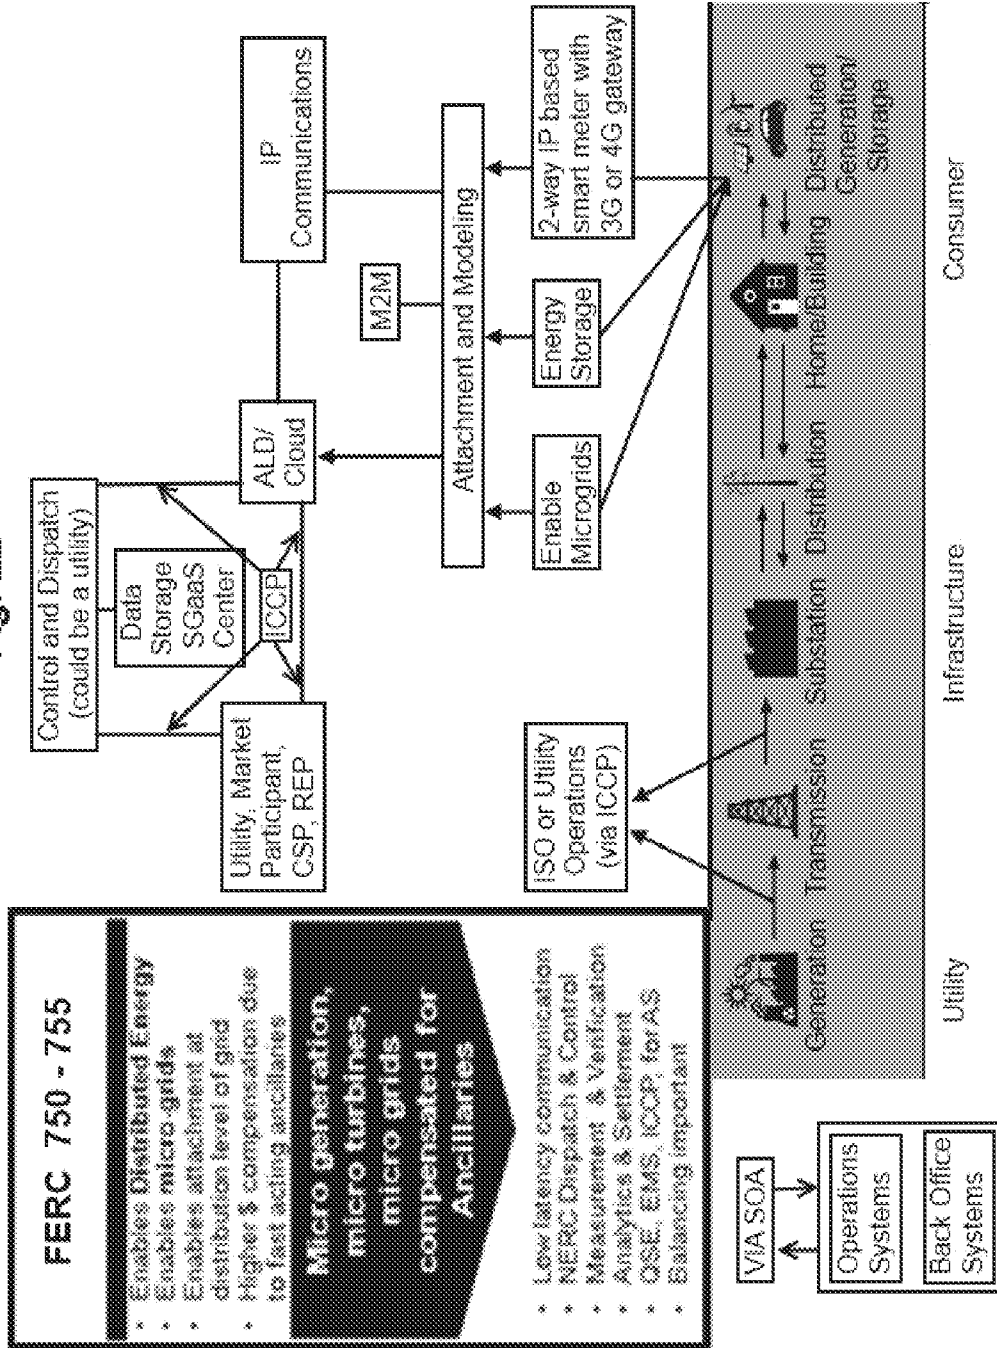 FERC 750 - 755
• Enables Distributed Energy
• Enables micro-grids
• Enables attachment at
distribution level of grid
• Higher $ compensation due
to fast acting ancillaries
Micro generation,
micro turbines,
micro grids
compensated for
Ancilliaries
• Low latency communication
• NERC Dispatch & Control
• Measurement & Verification
• Analytics & Settlement
• QSE, EMS, ICCP, for AS
• Balancing important
Control and Dispatch
(could be a utility)
Data
Storage
SGaaS
Center
ICCP
Utility, Market
Participant,
CSP, REP
ALD/
Cloud
IP
Communications
M2M
Attachment and Modeling
Enable
Microgrids
Energy
Storage
2-way IP based
smart meter with
3G or 4G gateway
ISO or Utility
Operations
(via ICCP)
Generation
Transmission
Substation
Distribution
Home/Building
Distributed
Generation/
Storage
Utility
Infrastructure
Consumer
VIA SOA
Operations
Systems
Back Office
Systems